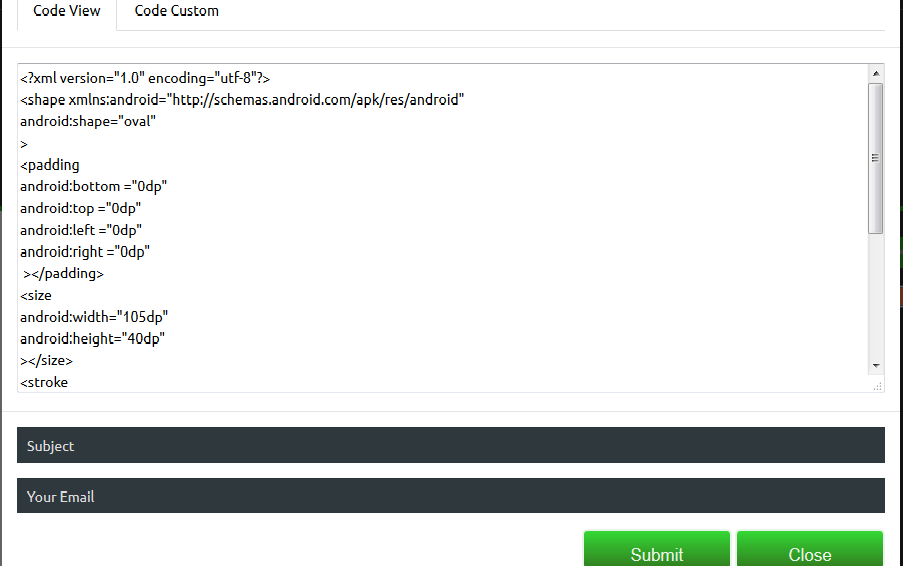 Code View
Code Custom
<?xml version="1.0" encoding="utf-8"?>
<shape xmlns:android="http://schemas.android.com/apk/res/android"
android:shape="oval"
>
<padding
android:bottom ="0dp"
android:top ="0dp"
android:left ="0dp"
android:right ="0dp"
 ></padding>
<size
android:width="105dp"
android:height="40dp"
></size>
<stroke
Subject
Your Email
Submit
Close